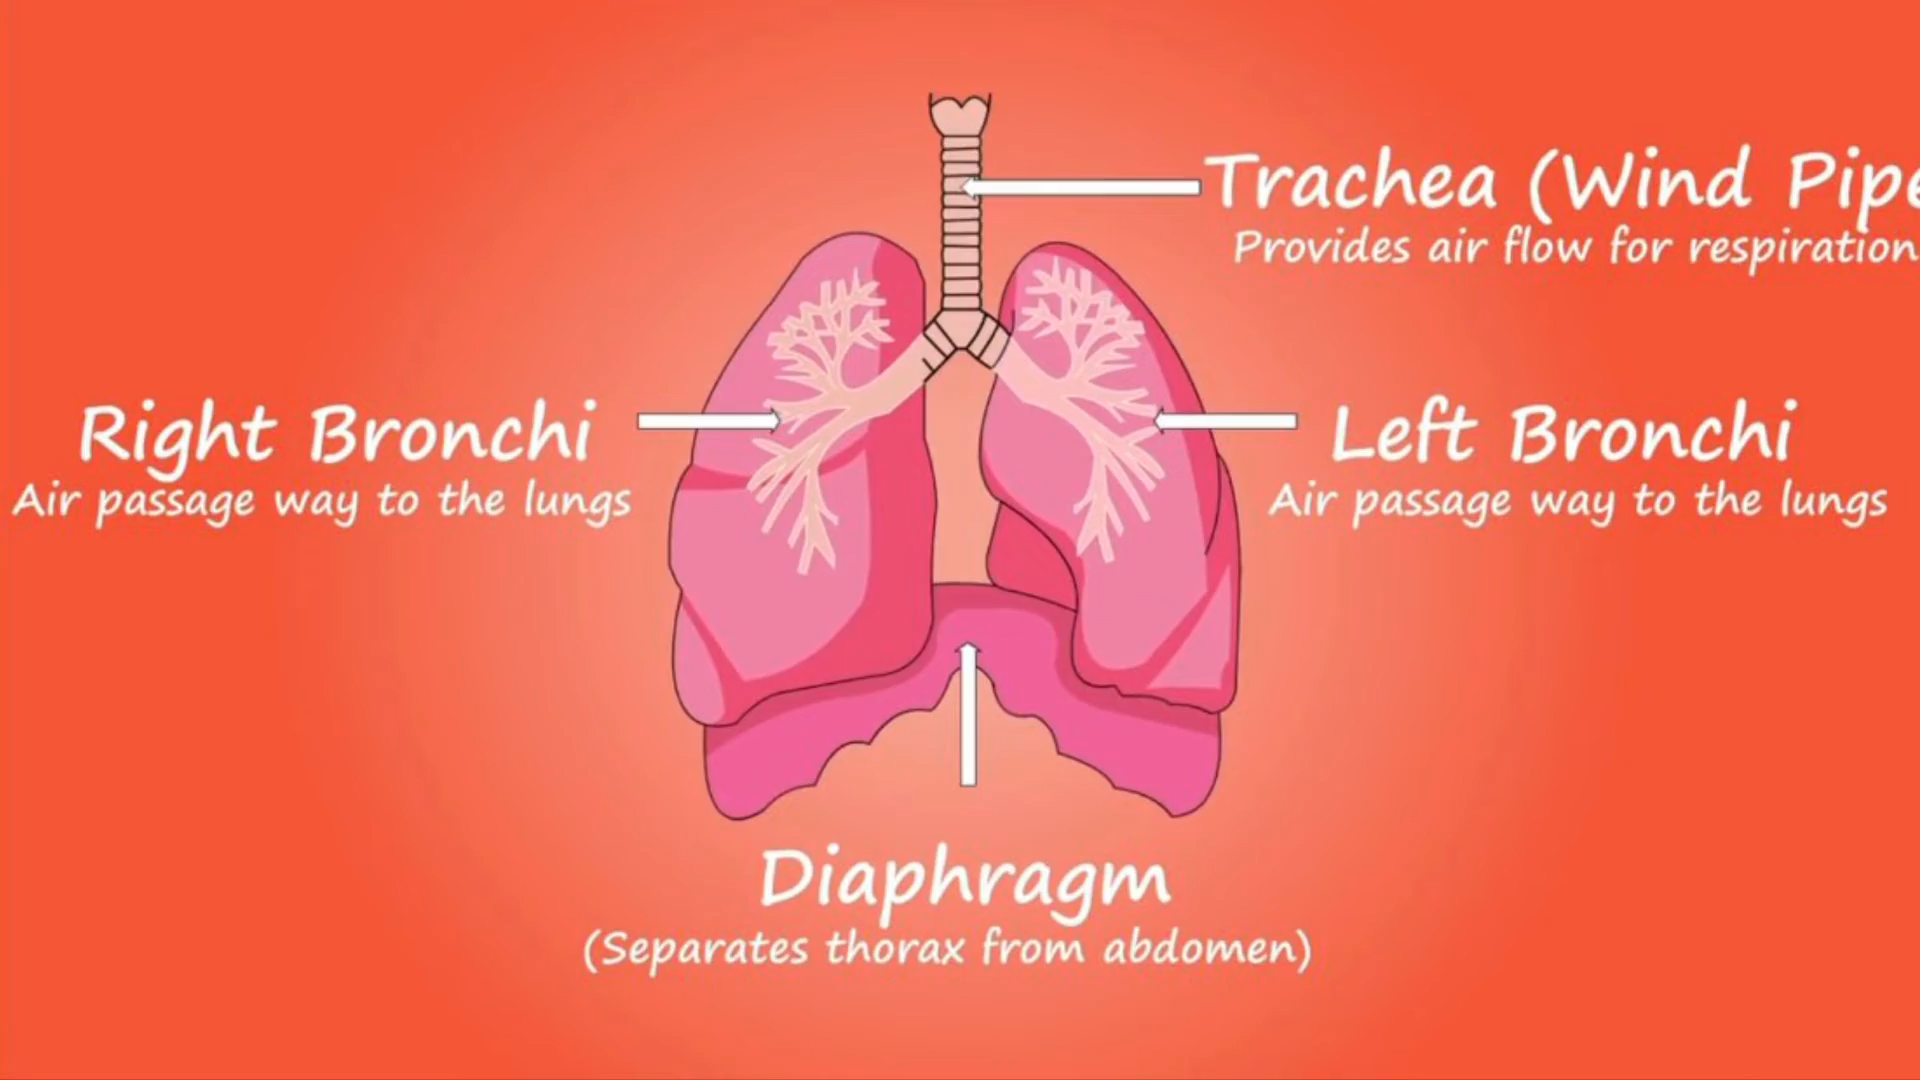 Trachea (Wind Pipe
Provides air flow for respiration
Right Bronchi
Air passage way to the lungs
Left Bronchi
Air passage way to the lungs
Diaphragm
(Separates thorax from abdomen)